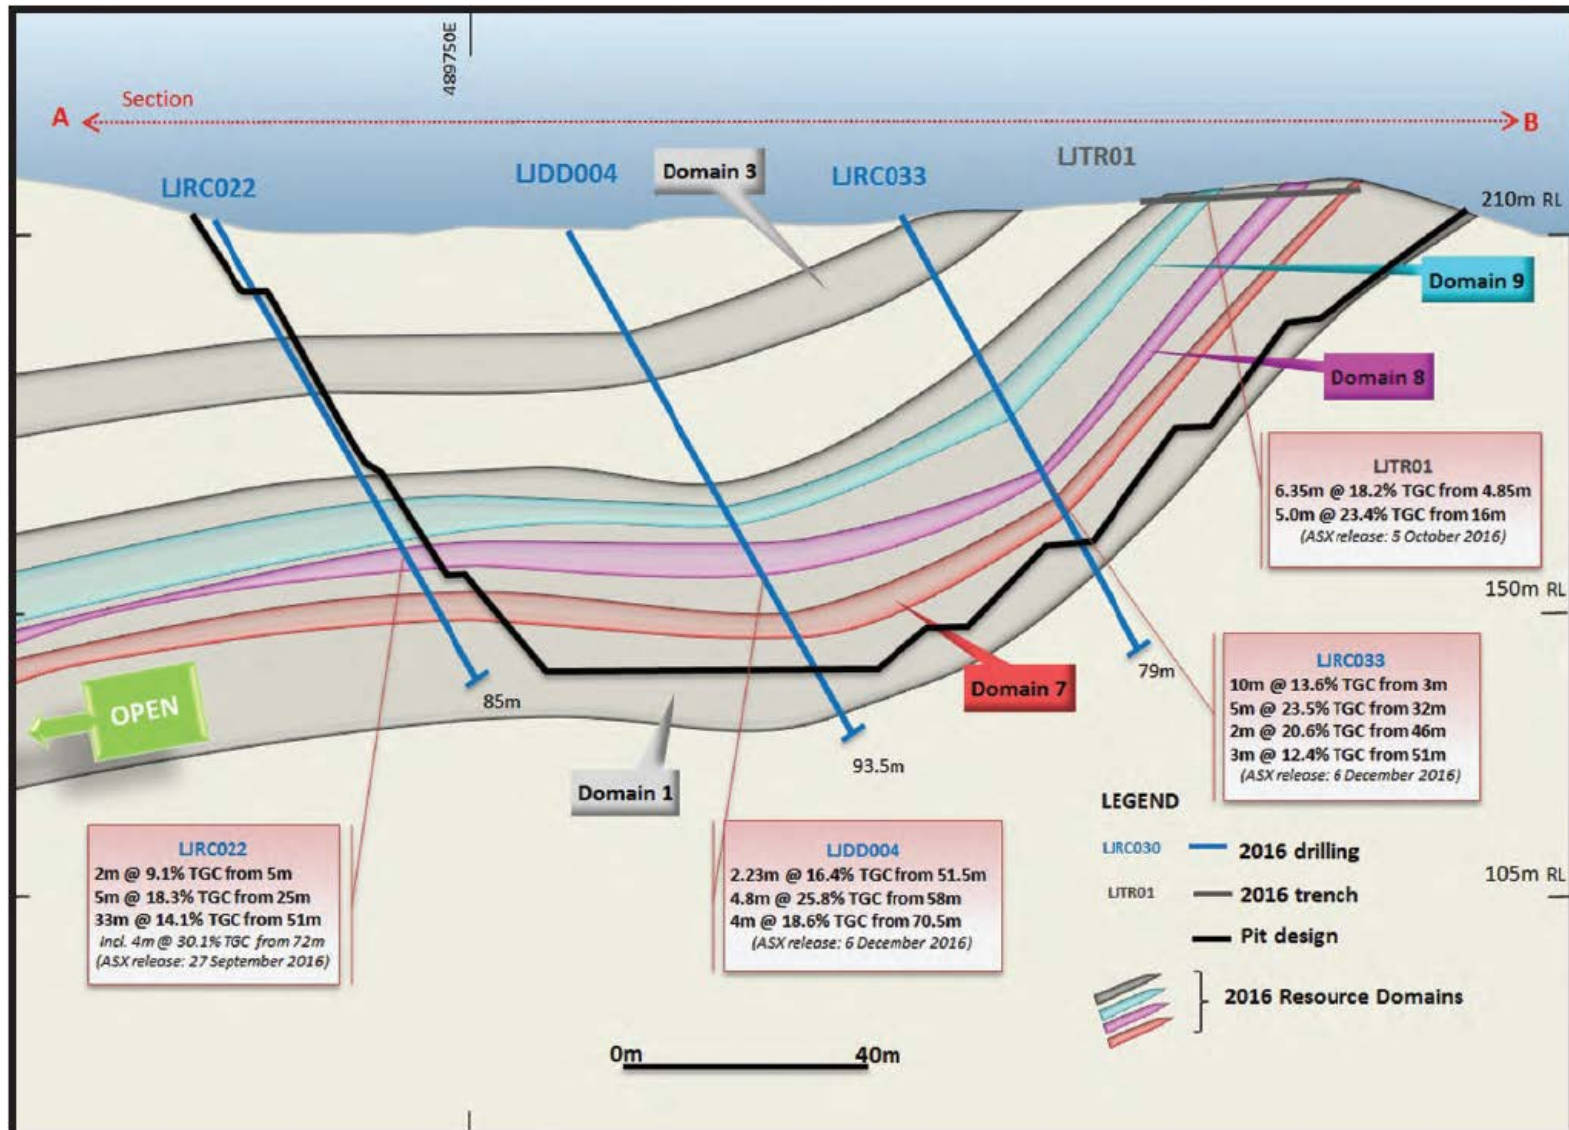 489750E
Section
A
B
LJRC022
LJDD004
Domain 3
LJRC033
LJTR01
210m RL
Domain 9
Domain 8
LJTR01
6.35m @ 18.2% TGC from 4.85m
5.0m @ 23.4% TGC from 16m
(ASX release: 5 October 2016)
150m RL
LJRC033
10m @ 13.6% TGC from 3m
5m @ 23.5% TGC from 32m
2m @ 20.6% TGC from 46m
3m @ 12.4% TGC from 51m
(ASX release: 6 December 2016)
79m
Domain 7
85m
OPEN
93.5m
Domain 1
LJRC022
2m @ 9.1% TGC from 5m
5m @ 18.3% TGC from 25m
33m @ 14.1% TGC from 51m
Incl. 4m @ 30.1% TGC from 72m
(ASX release: 27 September 2016)
LJDD004
2.23m @ 16.4% TGC from 51.5m
4.8m @ 25.8% TGC from 58m
4m @ 18.6% TGC from 70.5m
(ASX release: 6 December 2016)
LEGEND
LJRC030 2016 drilling
105m RL
LJTR01 2016 trench
Pit design
2016 Resource Domains
0m 40m